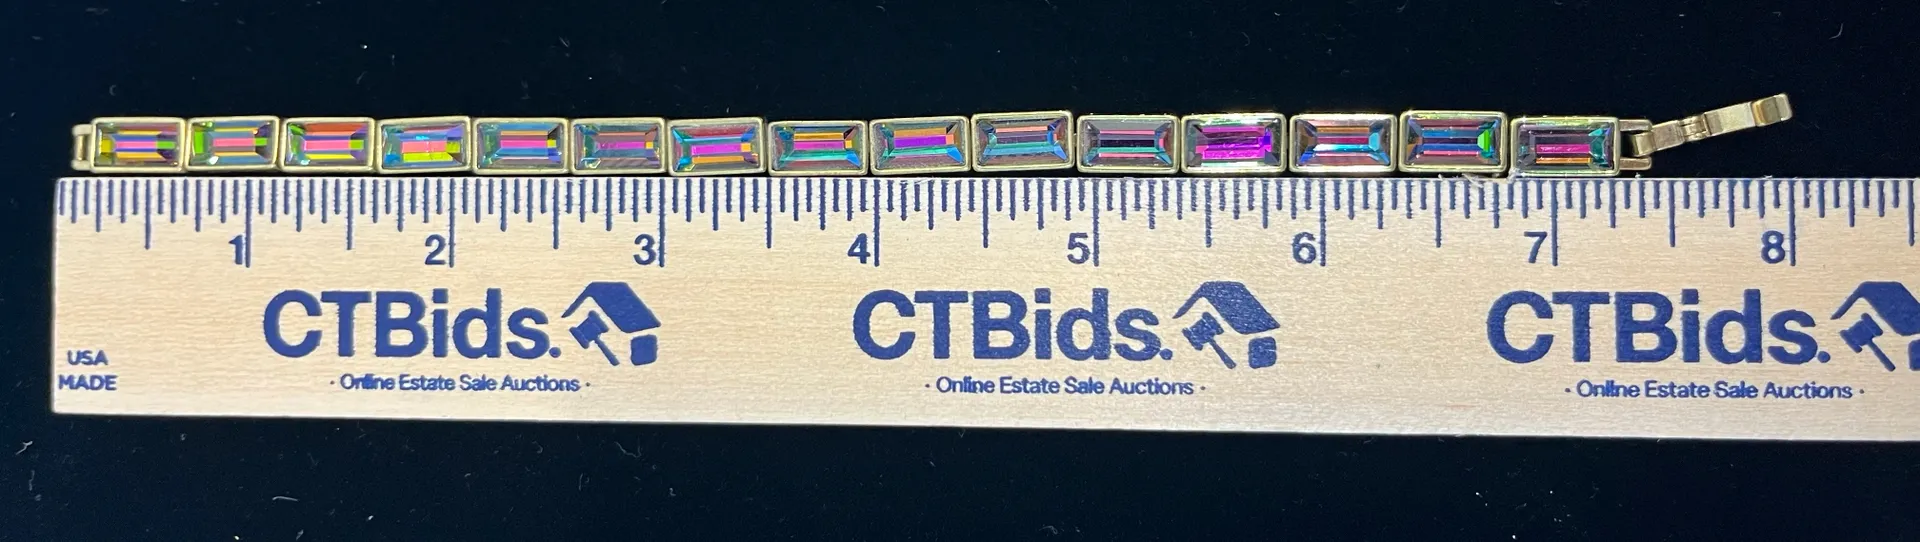 1 2 3 4 5 6 7 8
CTBids. CTBids. CTBids.
USA
MADE
· Online Estate Sale Auctions · · Online Estate Sale Auctions · · Online Estate Sale Auctions ·